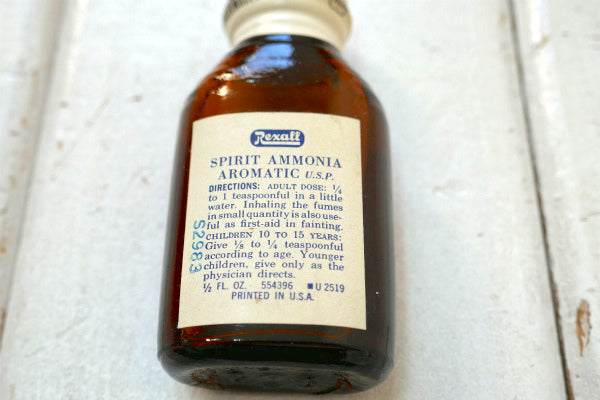 Rexall
SPIRIT AMMONIA
AROMATIC U.S.P.
DIRECTIONS: ADULT DOSE: ¼
to 1 teaspoonful in a little
water. Inhaling the fumes
in small quantity is also use-
ful as first-aid in fainting.
CHILDREN 10 TO 15 YEARS:
Give ⅛ to ¼ teaspoonful
according to age. Younger
children, give only as the
physician directs.
½ FL. OZ. 554396 ■ U 2519
PRINTED IN U.S.A.
S2983